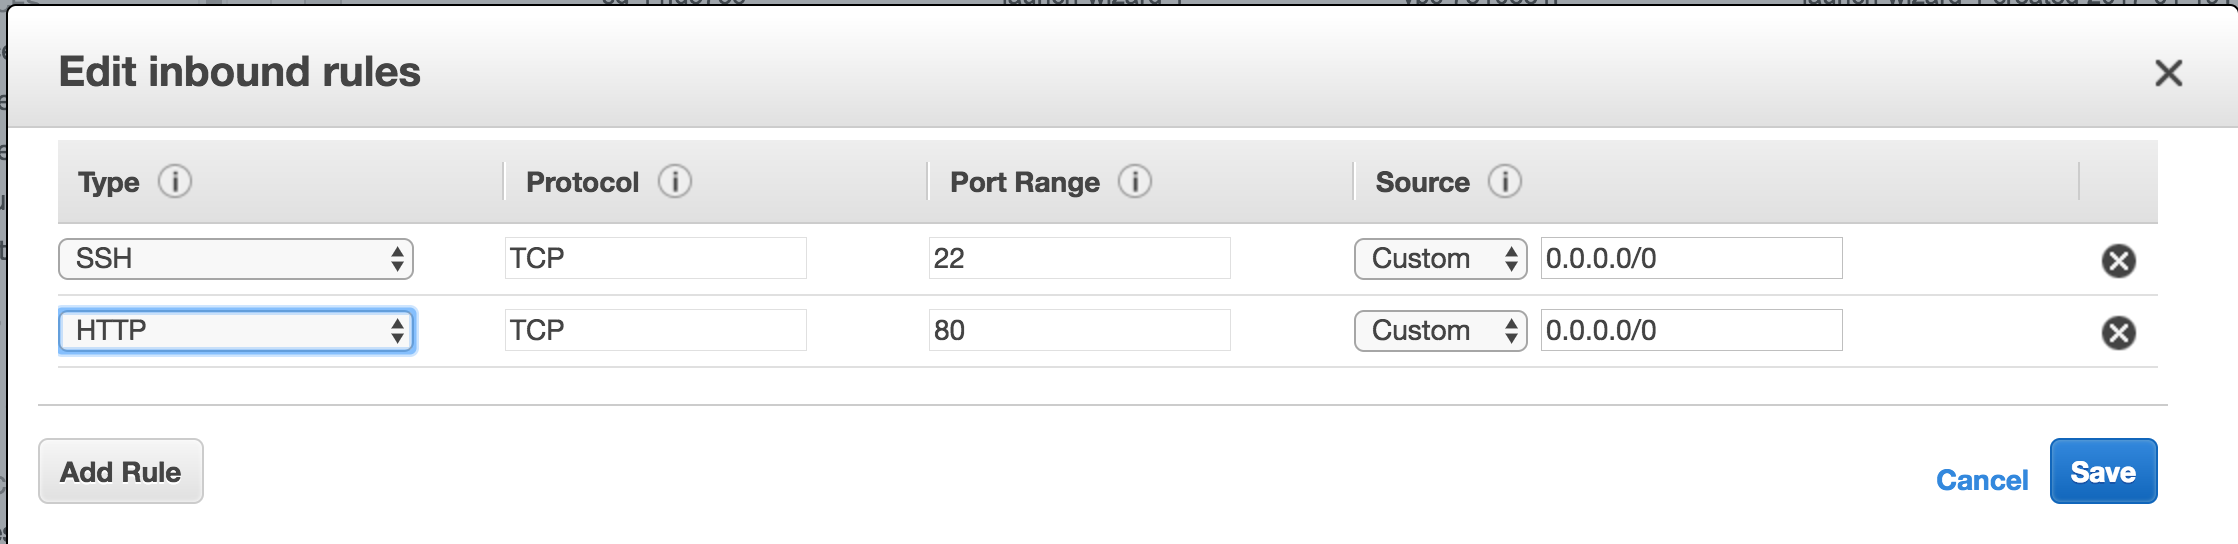 Edit inbound rules
Type Protocol Port Range Source
SSH TCP 22 Custom 0.0.0.0/0
HTTP TCP 80 Custom 0.0.0.0/0
Add Rule Cancel Save